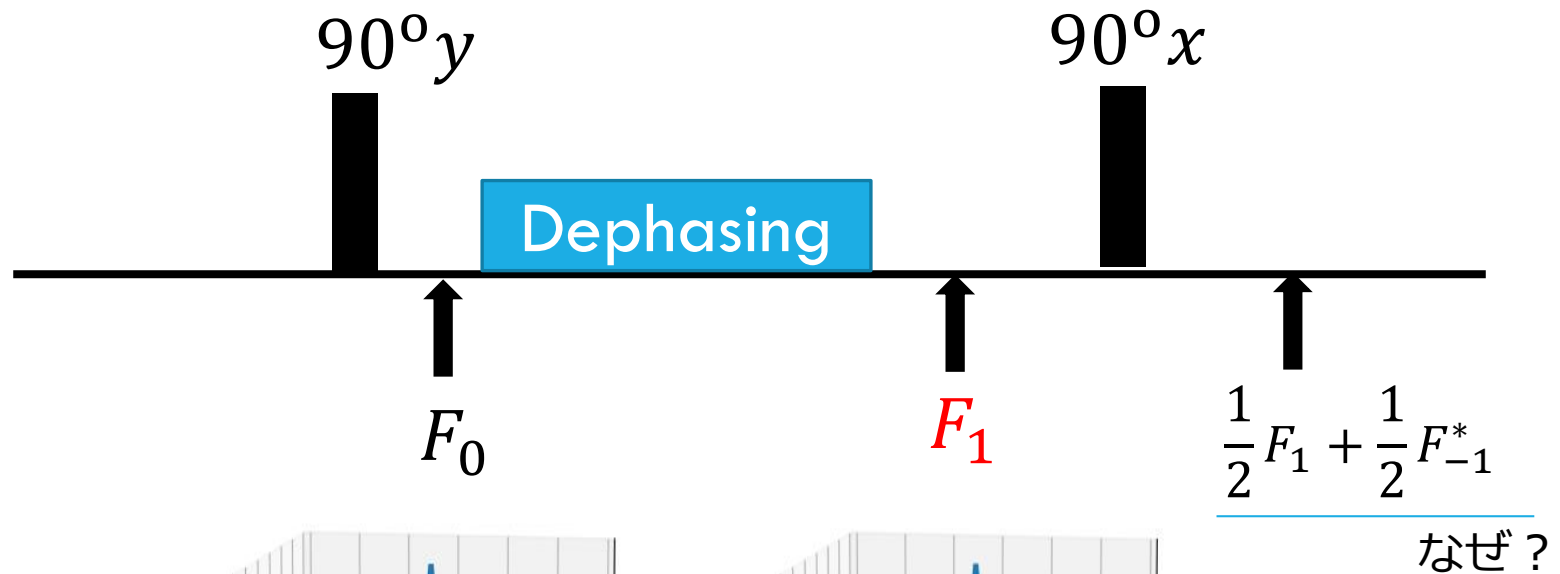 90°y
90°x
Dephasing
F₀
F₁
1/2 F₁ + 1/2 F*₋₁
なぜ？